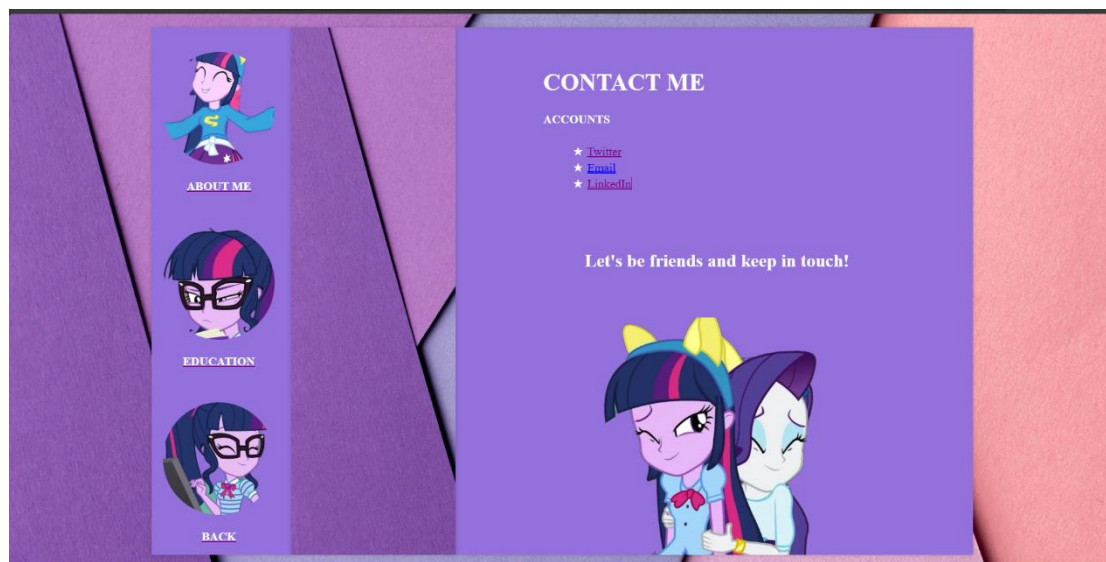 ABOUT ME
EDUCATION
BACK
CONTACT ME
ACCOUNTS
★ Twitter
★ Email
★ LinkedIn
Let's be friends and keep in touch!